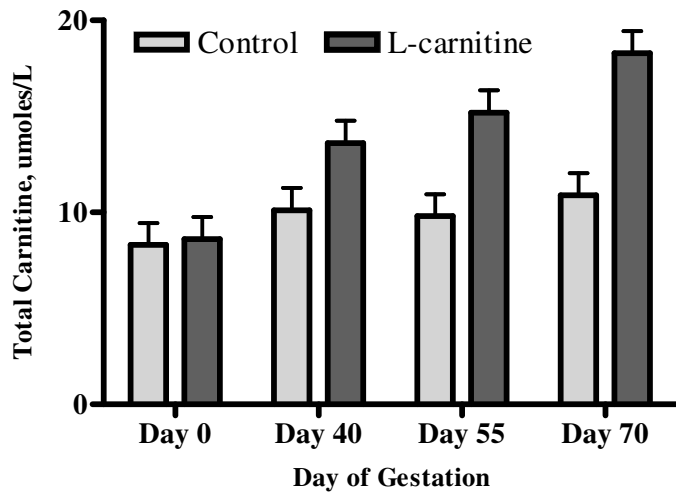 20
Control L-carnitine
Total Carnitine, umoles/L
10
0
Day 0 Day 40 Day 55 Day 70
Day of Gestation